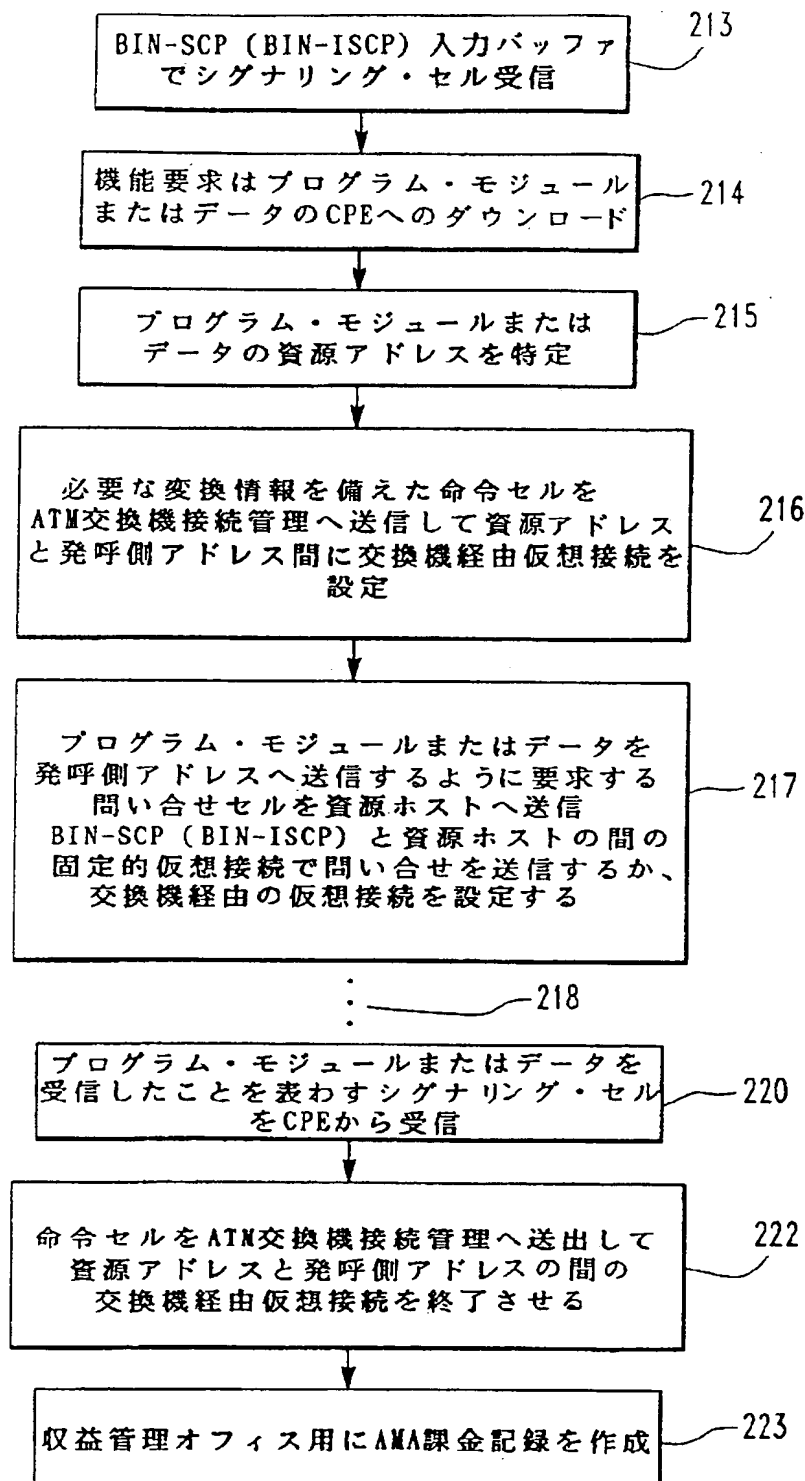 BIN-SCP (BIN-ISCP) 入力バッファ
でシグナリング・セル受信
213
機能要求はプログラム・モジュール
またはデータのCPEへのダウンロード
214
プログラム・モジュールまたは
データの資源アドレスを特定
215
必要な変換情報を備えた命令セルを
ATM交換機接続管理へ送信して資源アドレス
と発呼側アドレス間に交換機経由仮想接続を
設定
216
プログラム・モジュールまたはデータを
発呼側アドレスへ送信するように要求する
問い合せセルを資源ホストへ送信
BIN-SCP (BIN-ISCP) と資源ホストの間の
固定的仮想接続で問い合せを送信するか、
交換機経由の仮想接続を設定する
217
218
プログラム・モジュールまたはデータを
受信したことを表わすシグナリング・セル
をCPEから受信
220
命令セルをATM交換機接続管理へ送出して
資源アドレスと発呼側アドレスの間の
交換機経由仮想接続を終了させる
222
収益管理オフィス用にAMA課金記録を作成
223